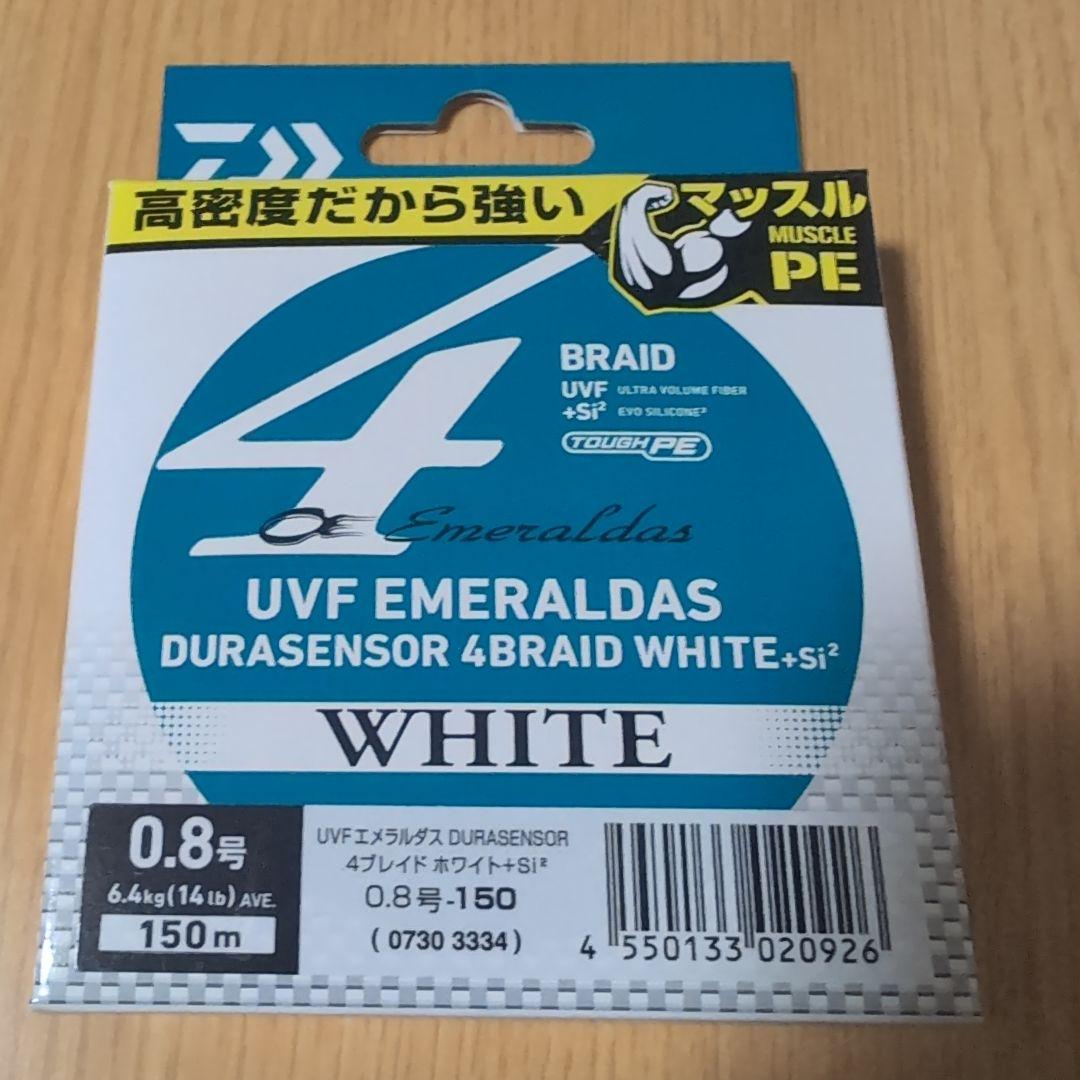 高密度だから強い
マッスル
MUSCLE
PE
4
BRAID
UVF ULTRA VOLUME FIBER
+Si² EVO SILICONE²
TOUGH PE
Emeraldas
UVF EMERALDAS
DURASENSOR 4BRAID WHITE+Si²
WHITE
0.8号
6.4kg(14lb) AVE.
150m
UVFエメラルダス DURASENSOR
4ブレイド ホワイト+Si²
0.8号-150
( 0730 3334 )
4 550133 020926